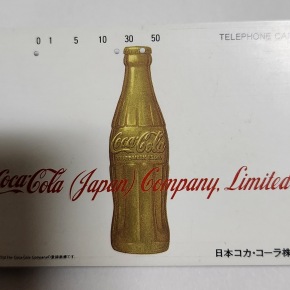 0 1 5 10 30 50
TELEPHONE CA
Coca-Cola
Coca-Cola (Japan) Company, Limited
日本コカ・コーラ株